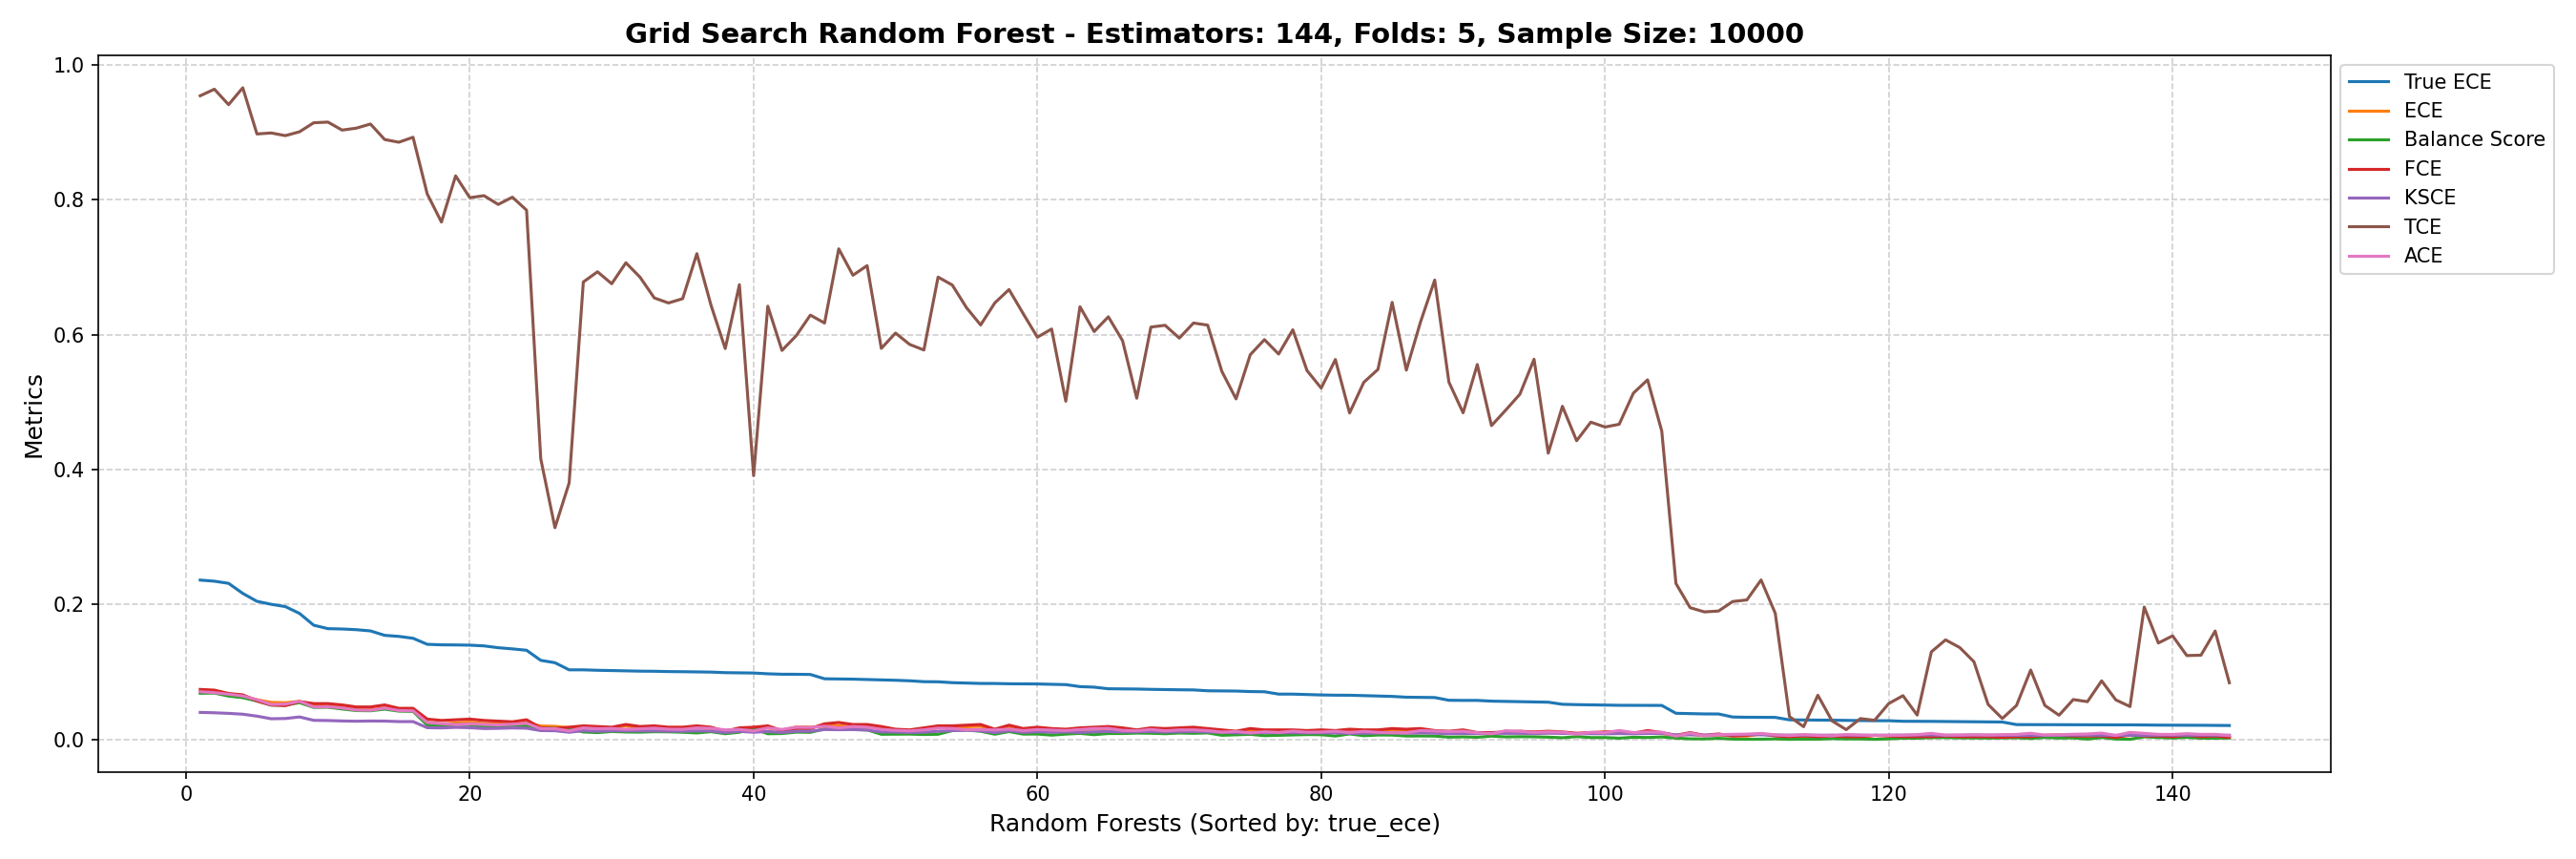 Grid Search Random Forest - Estimators: 144, Folds: 5, Sample Size: 10000
1.0
0.8
0.6
0.4
0.2
0.0
Metrics
0 20 40 60 80 100 120 140
Random Forests (Sorted by: true_ece)
True ECE
ECE
Balance Score
FCE
KSCE
TCE
ACE